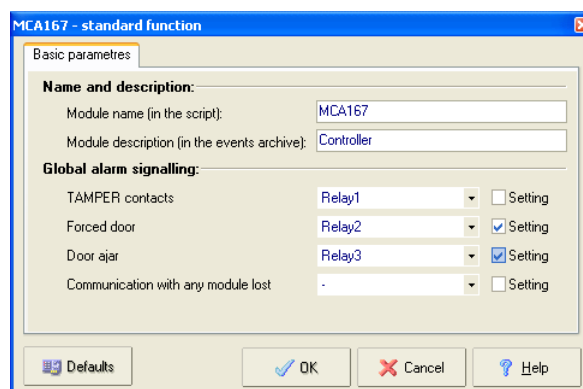 MCA167 - standard function
Basic parametres
Name and description:
Module name (in the script): MCA167
Module description (in the events archive): Controller
Global alarm signalling:
TAMPER contacts Relay1 Setting
Forced door Relay2 Setting
Door ajar Relay3 Setting
Communication with any module lost - Setting
Defaults OK Cancel Help